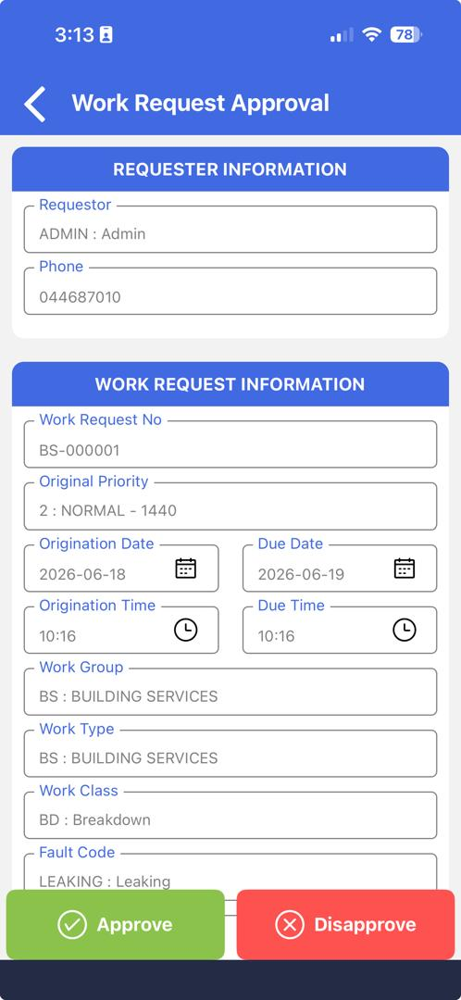 3:13
78
Work Request Approval
REQUESTER INFORMATION
Requestor
ADMIN : Admin
Phone
044687010
WORK REQUEST INFORMATION
Work Request No
BS-000001
Original Priority
2 : NORMAL - 1440
Origination Date
Due Date
2026-06-18
2026-06-19
Origination Time
Due Time
10:16
10:16
Work Group
BS : BUILDING SERVICES
Work Type
BS : BUILDING SERVICES
Work Class
BD : Breakdown
Fault Code
LEAKING : Leaking
Approve
Disapprove